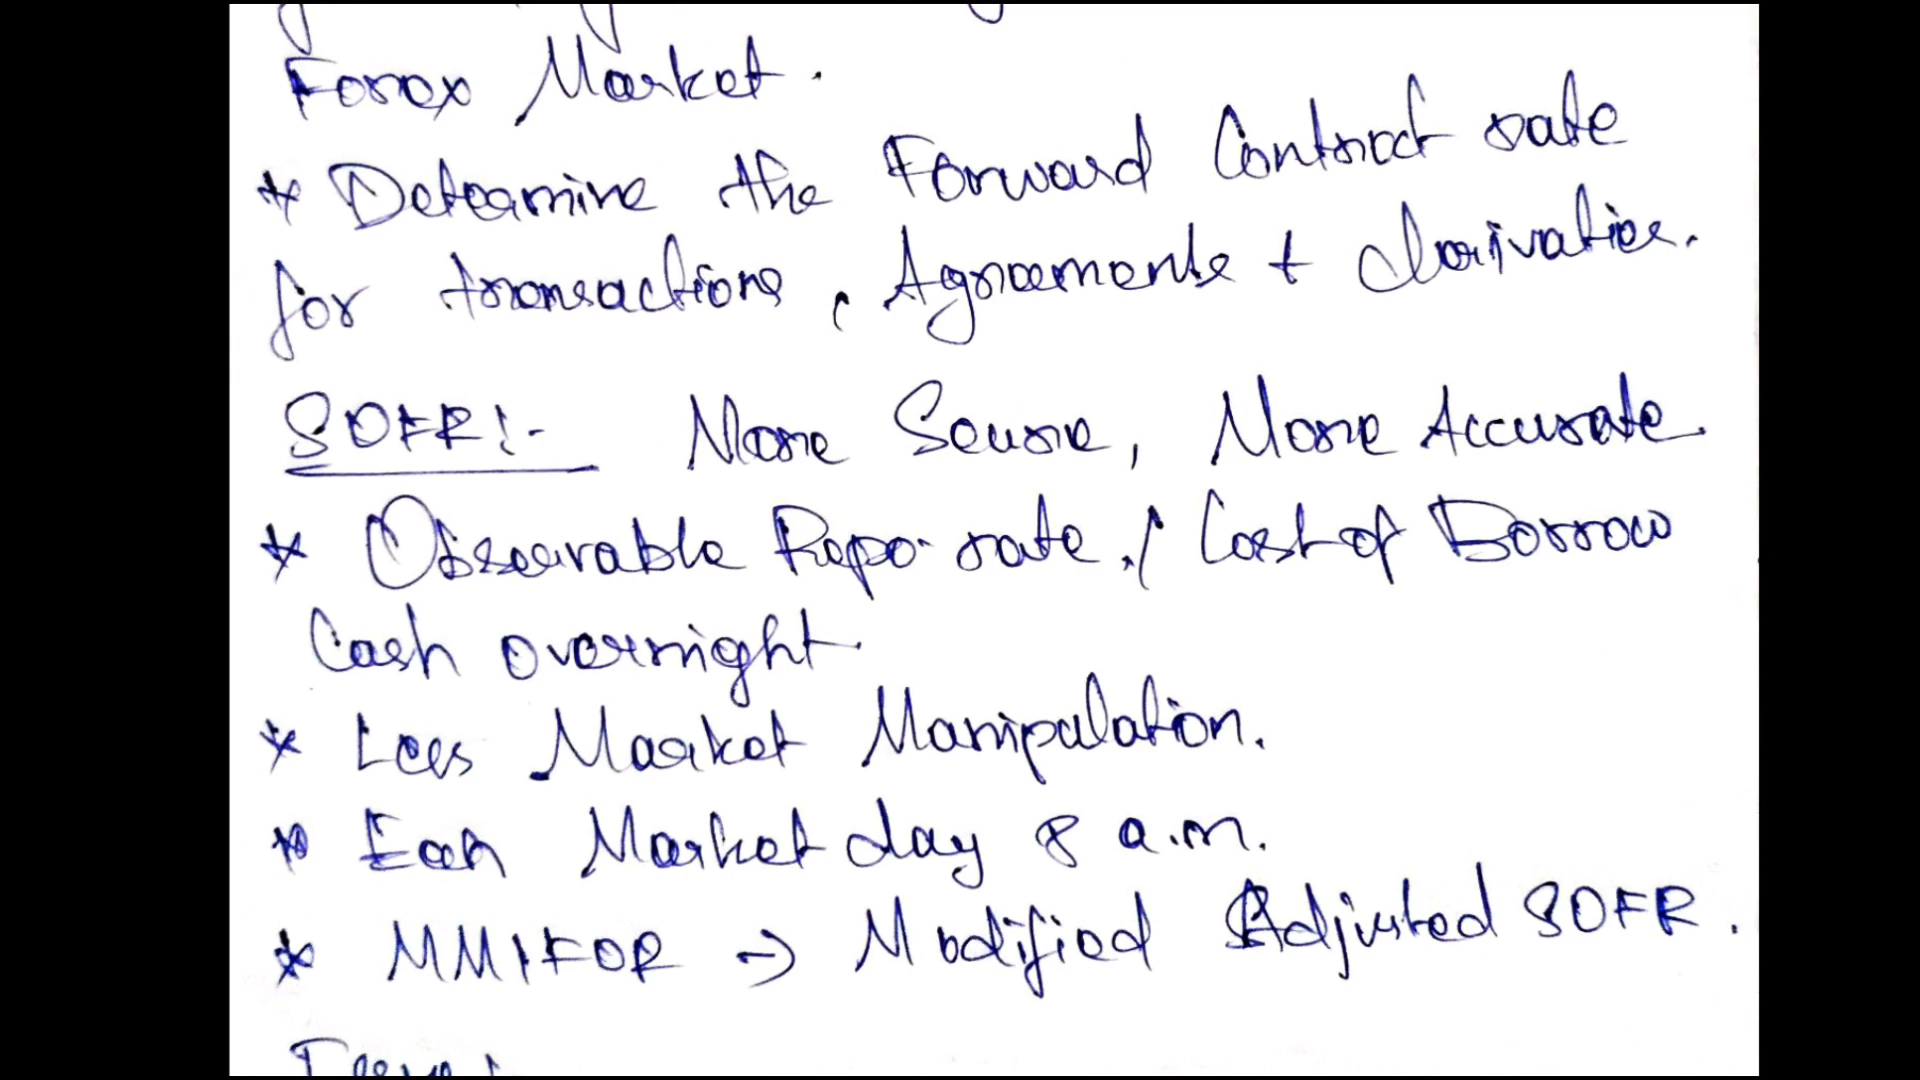 Forex Market.
* Determine the Forward Contract rate
for transactions, Agreements + derivaties.
SOFR:- More Secure, More Accurate
* Observable Repo rate. / Cost of Borrow
Cash overnight.
* Less Market Manipulation.
* Each Market day 8 a.m.
* MMIFOR → Modified Adjusted SOFR.